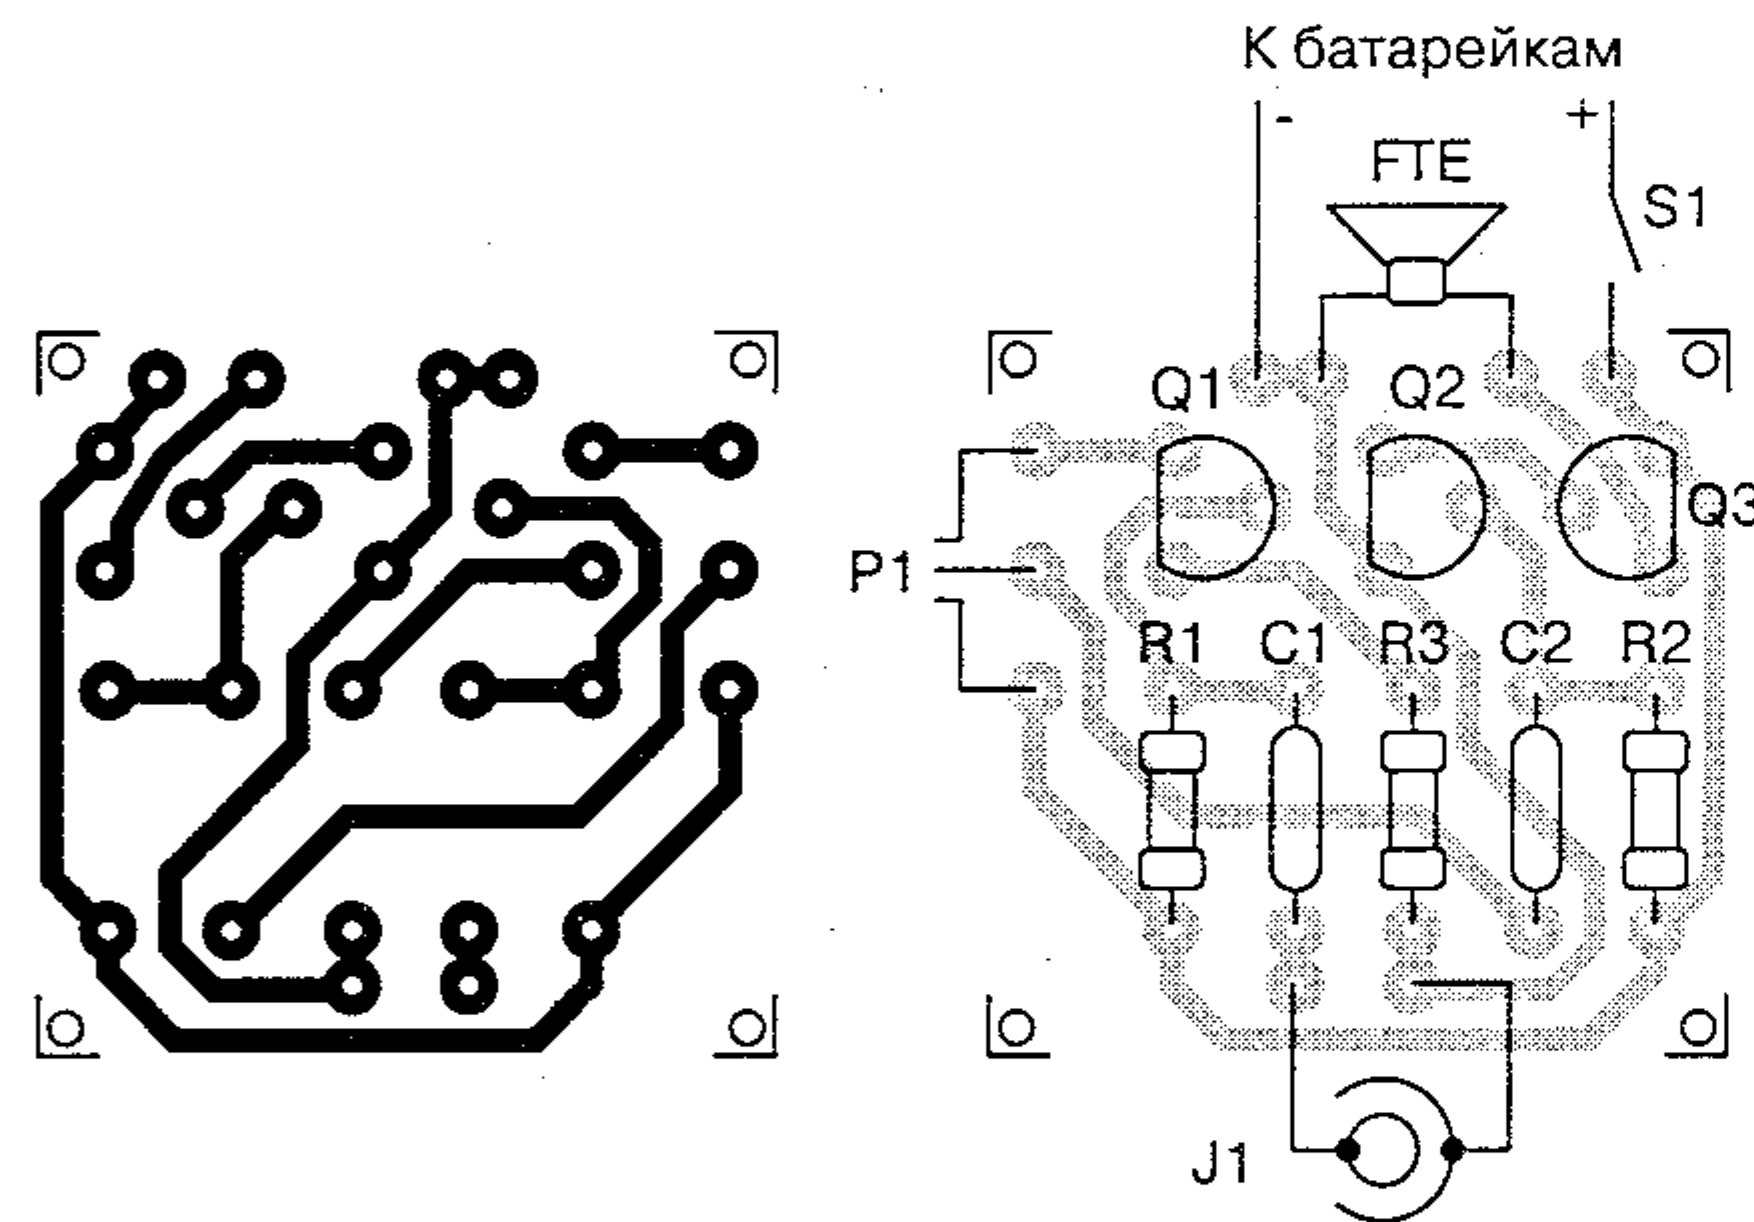 К батарейкам
- +
FTE
S1
Q1 Q2
Q3
P1
R1 C1 R3 C2 R2
J1